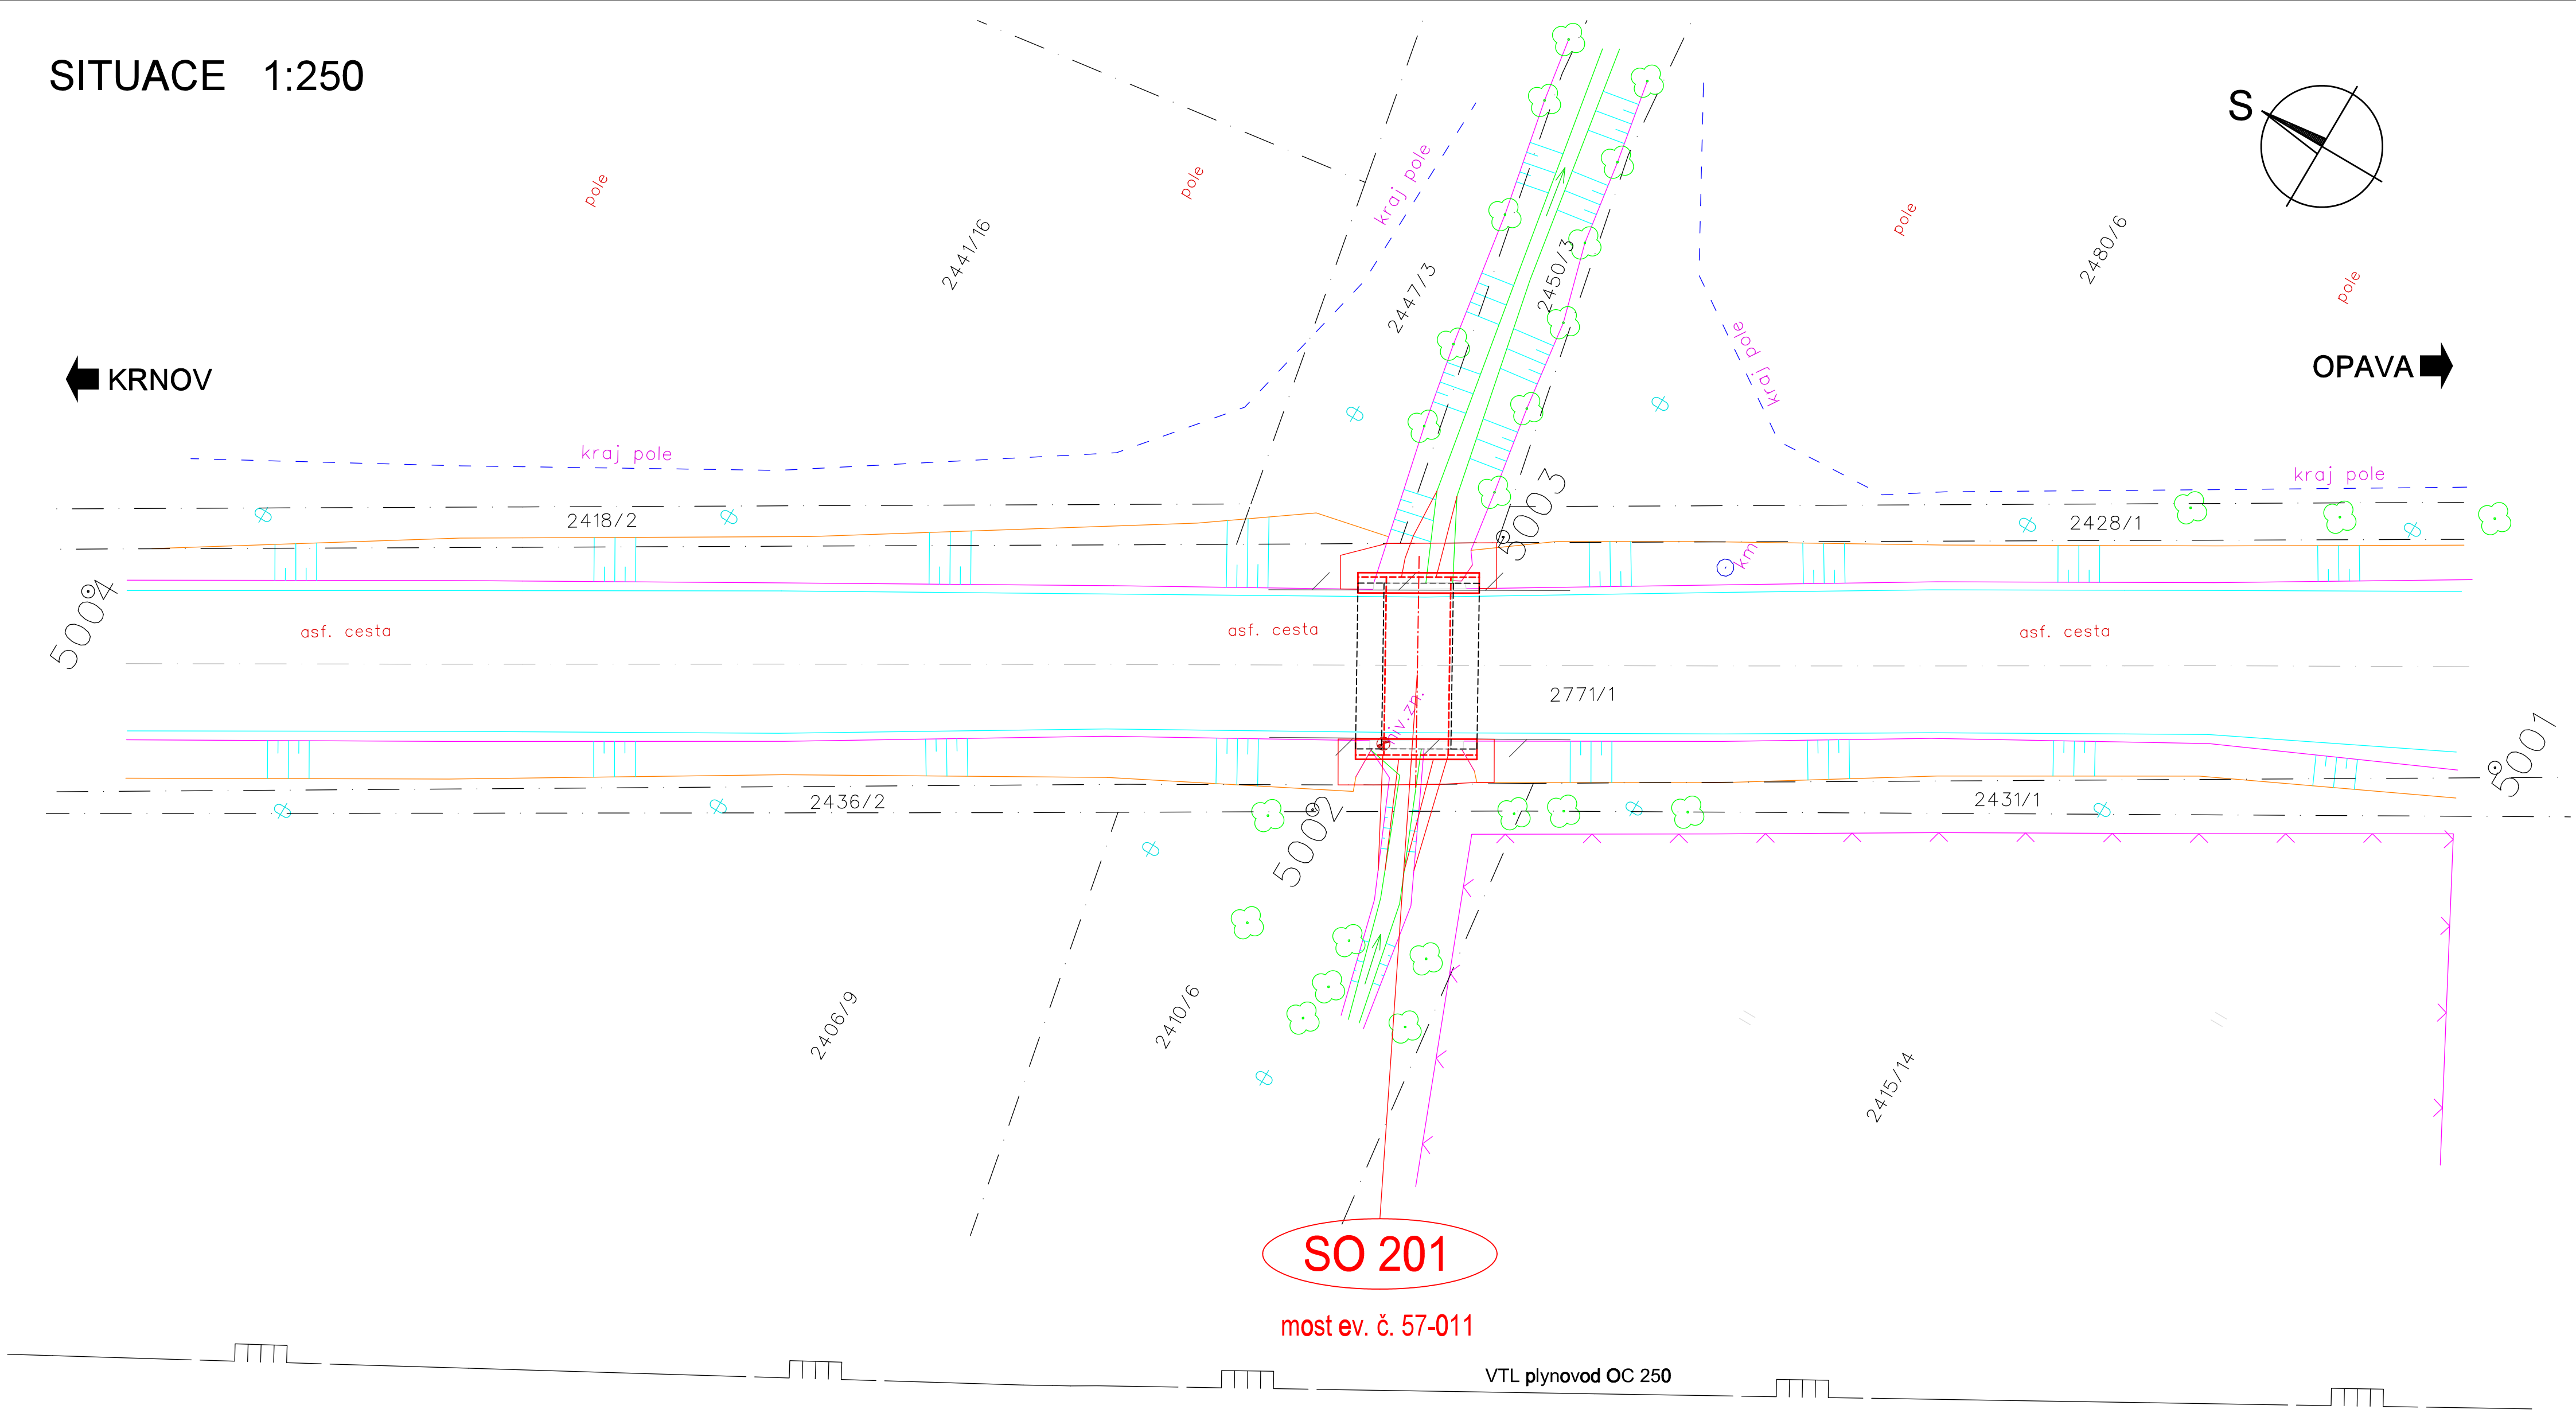 SITUACE 1:250
S
pole
pole
pole
pole
kraj pole
2441/16
2447/3
2450/3
2480/6
kraj pole
KRNOV
OPAVA
kraj pole
kraj pole
2418/2
5003
2428/1
km
5004
asf. cesta
asf. cesta
asf. cesta
2771/1
niv.zn.
5001
2436/2
2431/1
5002
2406/9
2410/6
2415/14
SO 201
most ev. č. 57-011
VTL plynovod OC 250